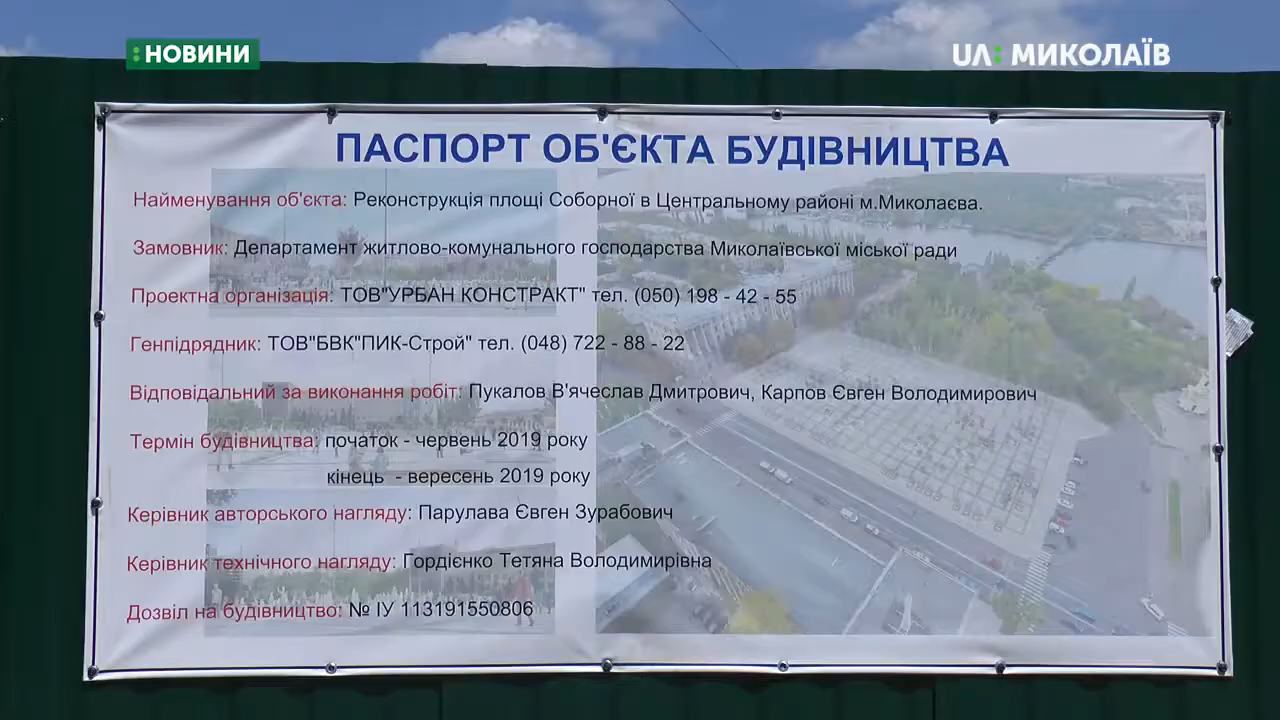 НОВИНИ
UA: МИКОЛАЇВ
ПАСПОРТ ОБ'ЄКТА БУДІВНИЦТВА
Найменування об'єкта: Реконструкція площі Соборної в Центральному районі м.Миколаєва.
Замовник: Департамент житлово-комунального господарства Миколаївської міської ради
Проектна організація: ТОВ"УРБАН КОНСТРАКТ" тел. (050) 198 - 42 - 55
Генпідрядник: ТОВ"БВК"ПИК-Строй" тел. (048) 722 - 88 - 22
Відповідальний за виконання робіт: Пукалов В'ячеслав Дмитрович, Карпов Євген Володимирович
Термін будівництва: початок - червень 2019 року
кінець - вересень 2019 року
Керівник авторського нагляду: Парулава Євген Зурабович
Керівник технічного нагляду: Гордієнко Тетяна Володимирівна
Дозвіл на будівництво: № ІУ 113191550806